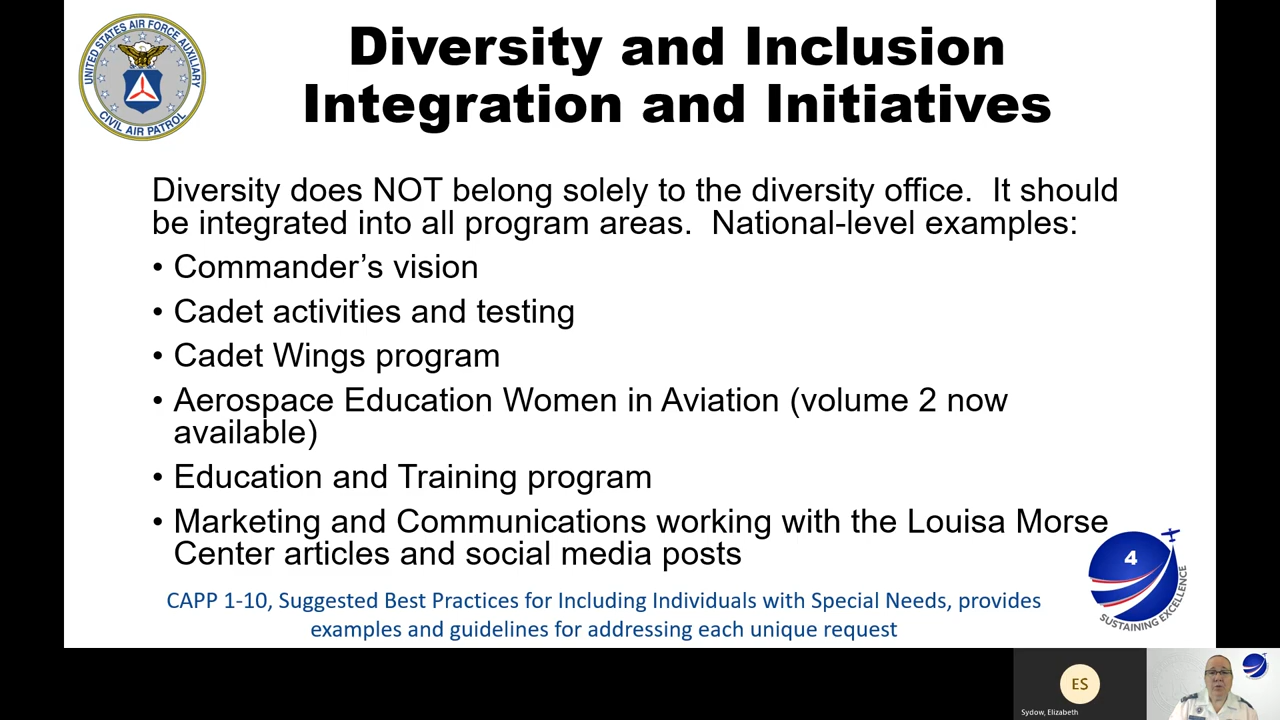 UNITED STATES AIR FORCE AUXILIARY
CIVIL AIR PATROL
Diversity and Inclusion
Integration and Initiatives
Diversity does NOT belong solely to the diversity office.  It should
be integrated into all program areas.  National-level examples:
• Commander’s vision
• Cadet activities and testing
• Cadet Wings program
• Aerospace Education Women in Aviation (volume 2 now
available)
• Education and Training program
• Marketing and Communications working with the Louisa Morse
Center articles and social media posts
4
SUSTAINING EXCELLENCE
CAPP 1-10, Suggested Best Practices for Including Individuals with Special Needs, provides
examples and guidelines for addressing each unique request
ES
Sydow, Elizabeth